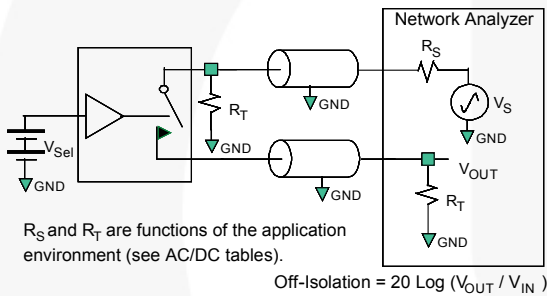 Network Analyzer
R_S
V_S
GND
GND
R_T
GND
V_Sel
GND
GND
V_OUT
R_T
GND
R_S and R_T are functions of the application
environment (see AC/DC tables).
GND
Off-Isolation = 20 Log (V_OUT / V_IN )